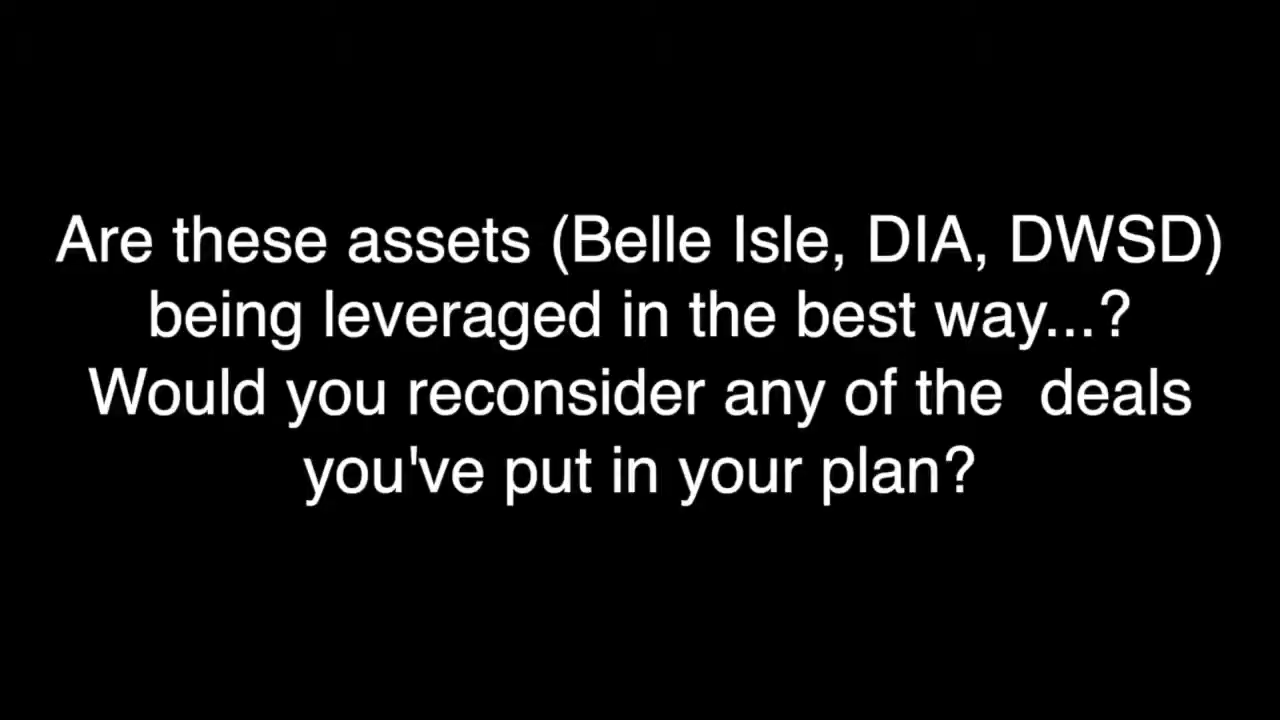 Are these assets (Belle Isle, DIA, DWSD)
being leveraged in the best way...?
Would you reconsider any of the  deals
you've put in your plan?